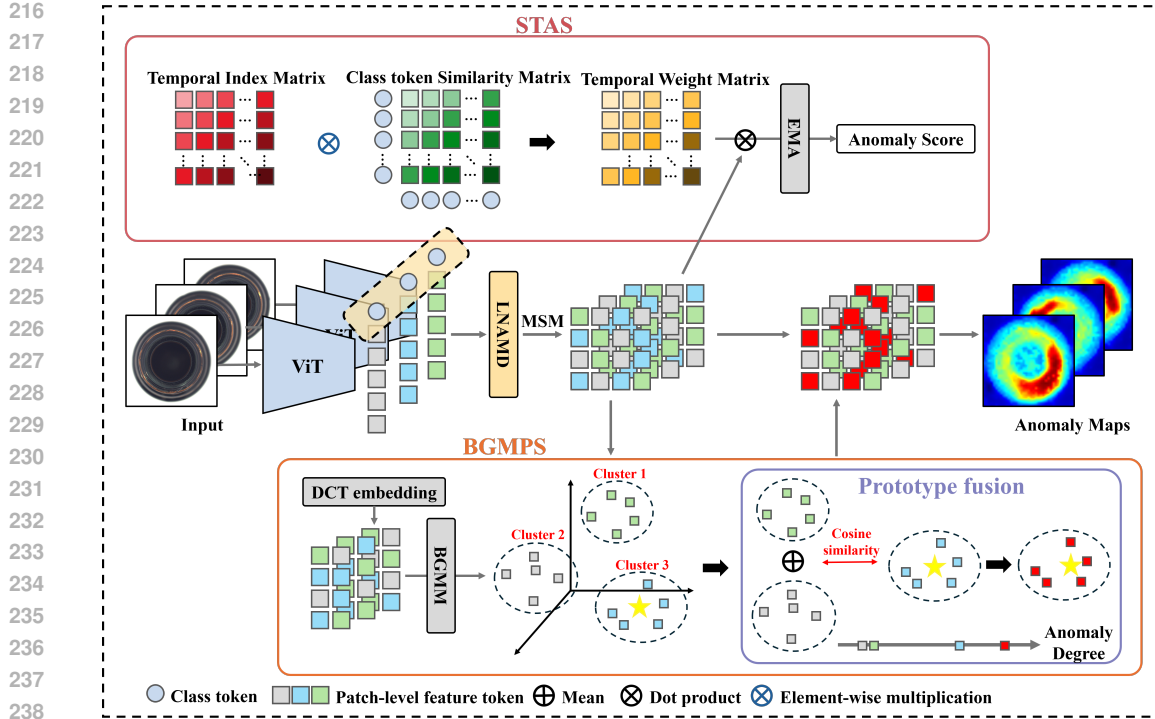 216
217
218
219
220
221
222
223
224
225
226
227
228
229
230
231
232
233
234
235
236
237
238
STAS
Temporal Index Matrix
Class token Similarity Matrix
Temporal Weight Matrix
EMA
Anomaly Score
ViT
ViT
LNAMD
MSM
Input
Anomaly Maps
BGMPS
DCT embedding
BGMM
Cluster 1
Cluster 2
Cluster 3
Prototype fusion
Cosine
similarity
Anomaly
Degree
Class token
Patch-level feature token
Mean
Dot product
Element-wise multiplication